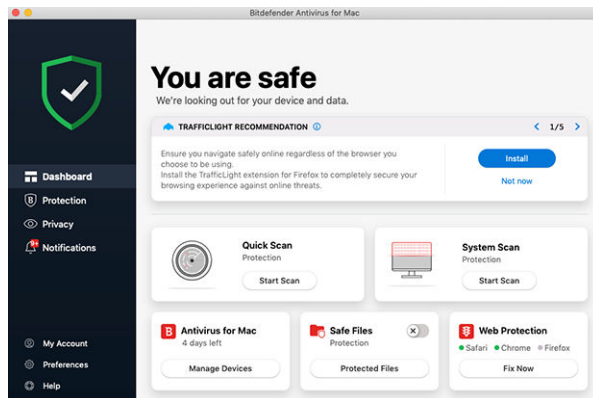 Bitdefender Antivirus for Mac
You are safe
We're looking out for your device and data.
TRAFFICLIGHT RECOMMENDATION
1/5
Ensure you navigate safely online regardless of the browser you
choose to be using.
Install the TrafficLight extension for Firefox to completely secure your
browsing experience against online threats.
Install
Not now
Dashboard
B Protection
Privacy
9+ Notifications
Quick Scan
Protection
Start Scan
System Scan
Protection
Start Scan
B Antivirus for Mac
4 days left
Manage Devices
Safe Files
Protection
Protected Files
Web Protection
Safari Chrome Firefox
Fix Now
My Account
Preferences
Help